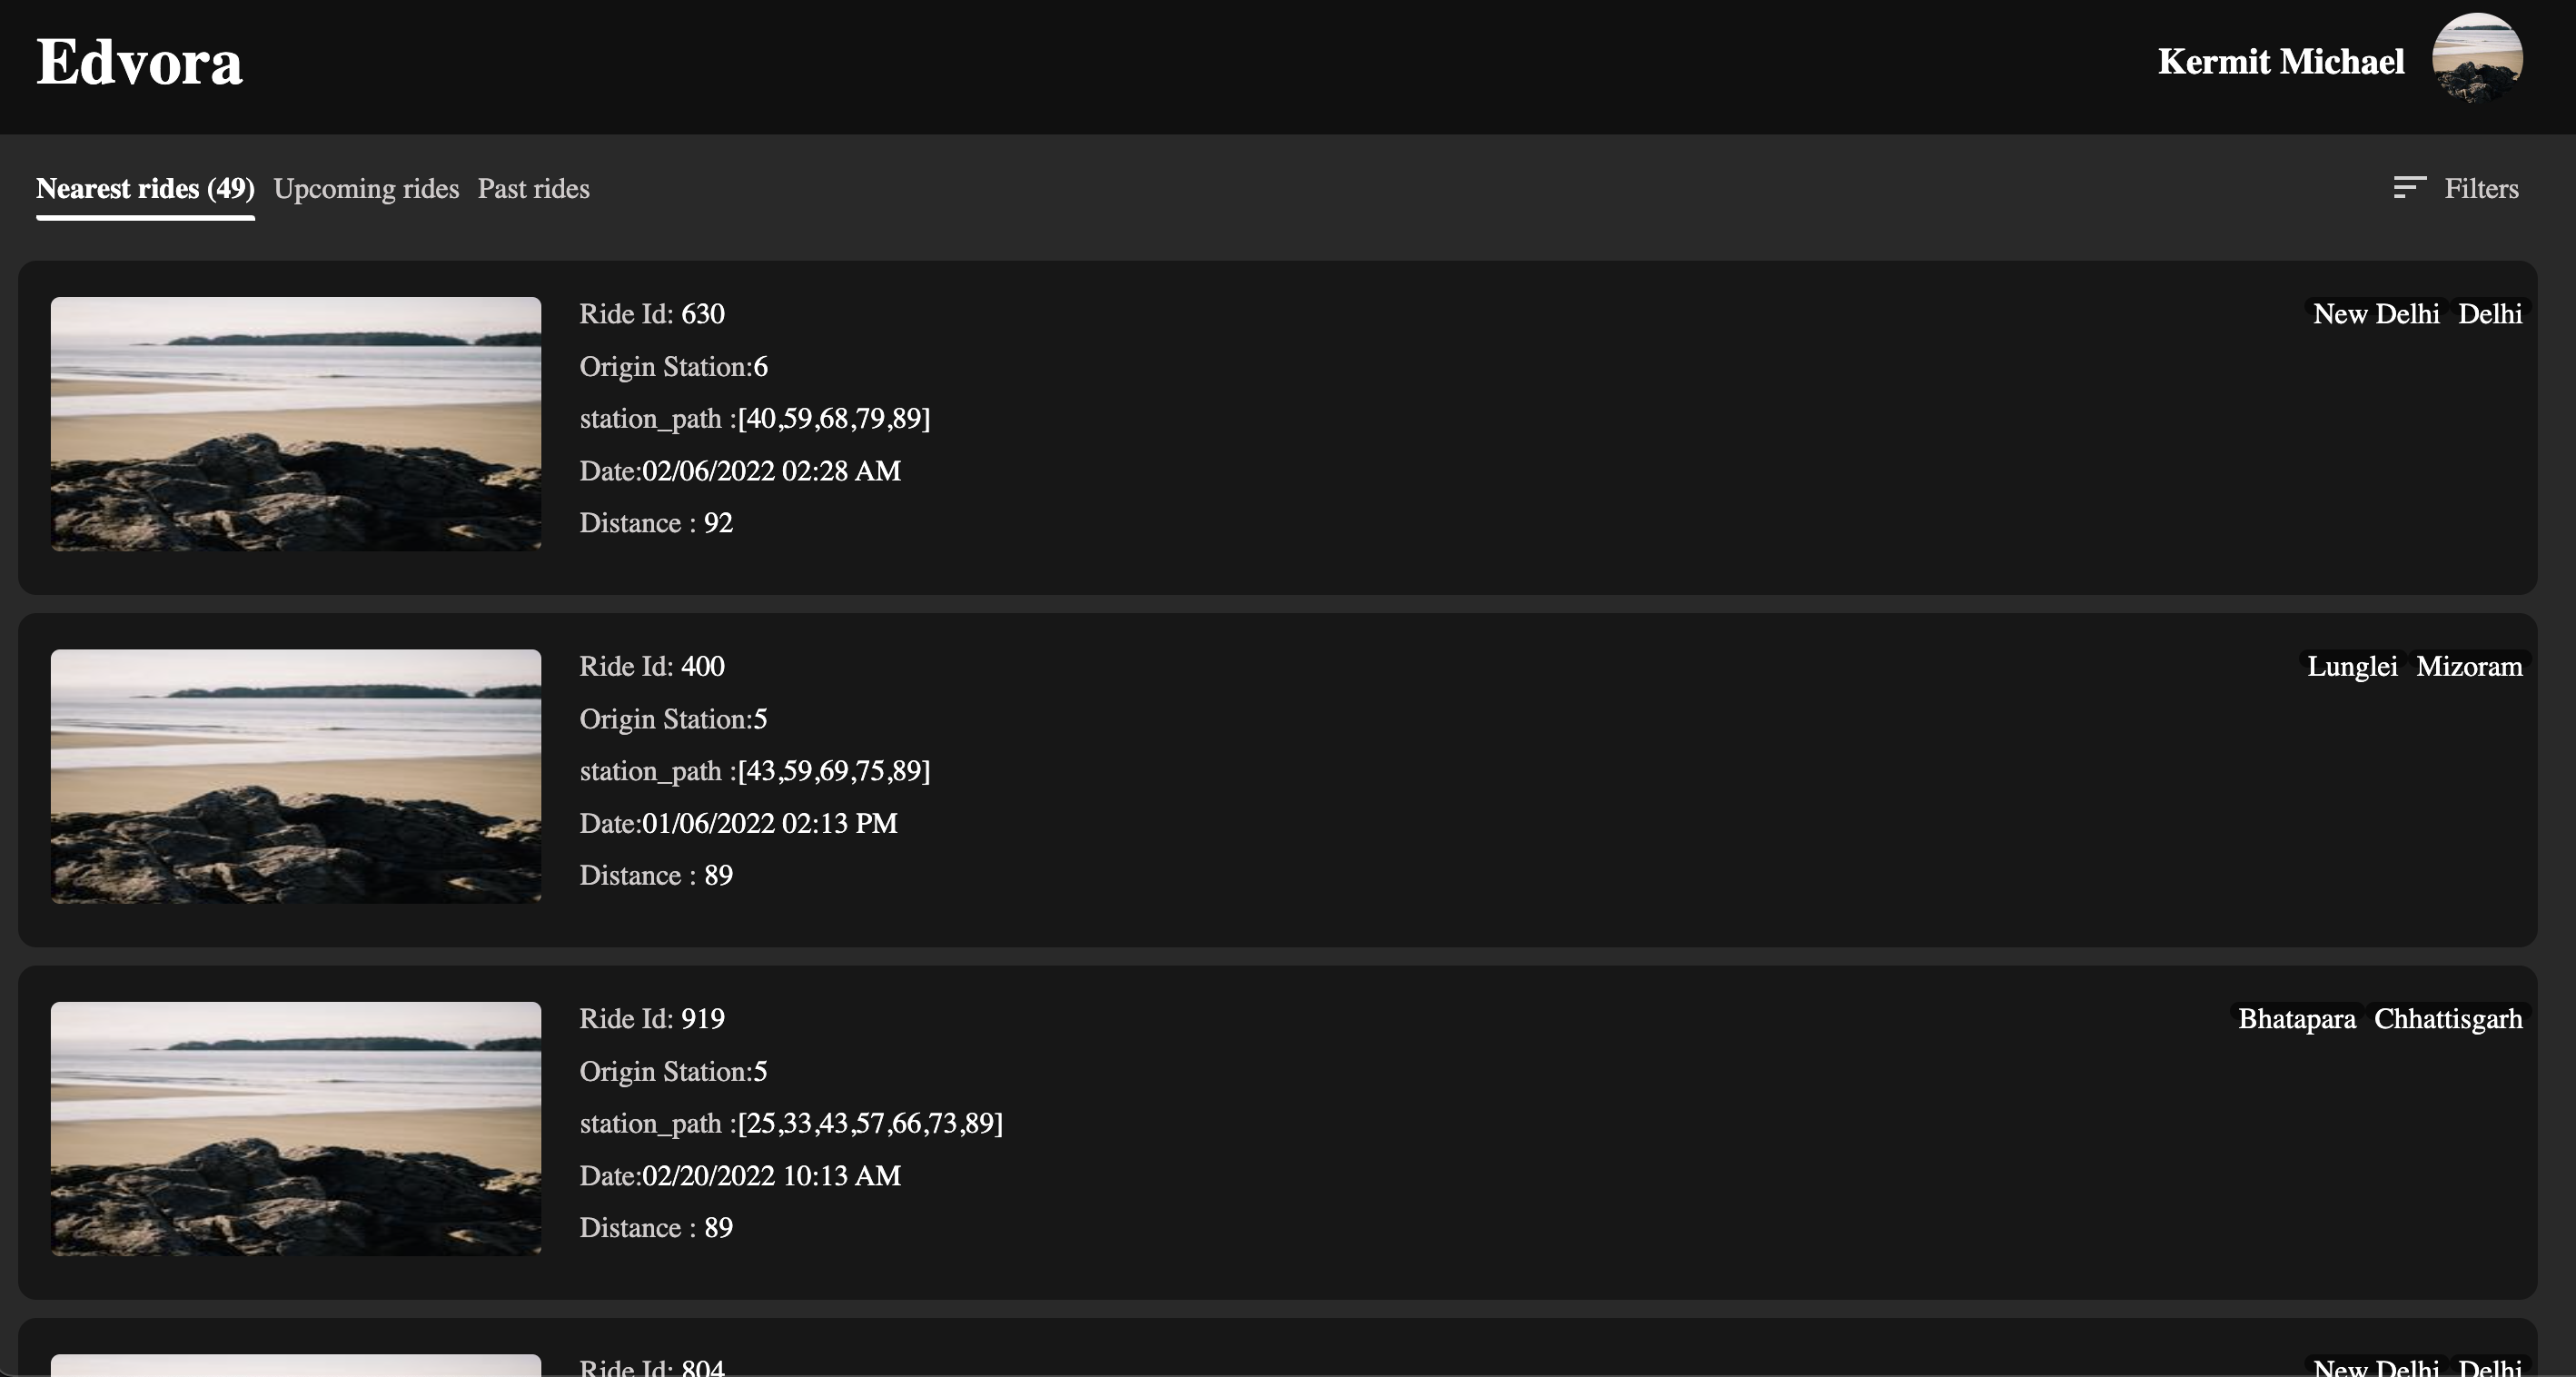 Edvora
Kermit Michael
Nearest rides (49) Upcoming rides Past rides
Filters
Ride Id: 630
New Delhi Delhi
Origin Station:6
station_path :[40,59,68,79,89]
Date:02/06/2022 02:28 AM
Distance : 92
Ride Id: 400
Lunglei Mizoram
Origin Station:5
station_path :[43,59,69,75,89]
Date:01/06/2022 02:13 PM
Distance : 89
Ride Id: 919
Bhatapara Chhattisgarh
Origin Station:5
station_path :[25,33,43,57,66,73,89]
Date:02/20/2022 10:13 AM
Distance : 89
Ride Id: 804
New Delhi Delhi